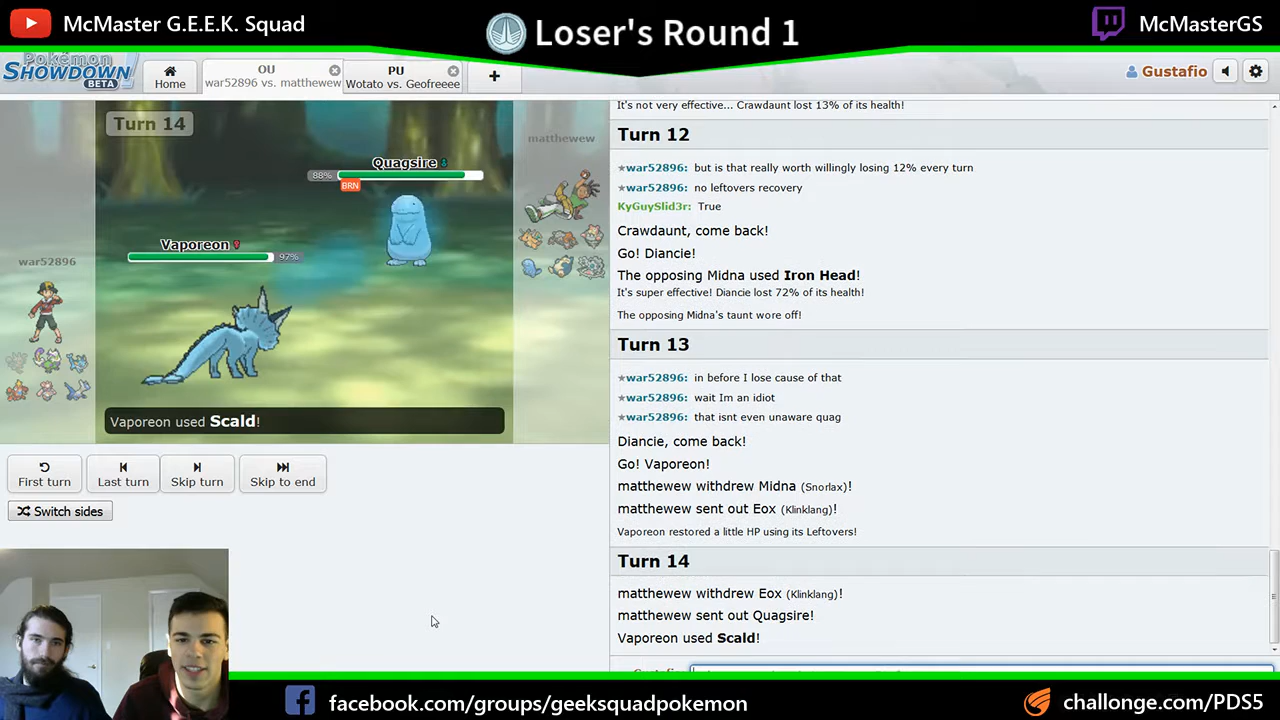 McMaster G.E.E.K. Squad
Loser's Round 1
McMasterGS
Pokémon
SHOWDOWN
BETA
Home
OU
war52896 vs. matthewew
PU
Wotato vs. Geofreeee
+
Gustafio
Turn 14
Quagsire
88%
BRN
Vaporeon
97%
war52896
matthewew
Vaporeon used Scald!
First turn
Last turn
Skip turn
Skip to end
Switch sides
It's not very effective... Crawdaunt lost 13% of its health!
Turn 12
★war52896: but is that really worth willingly losing 12% every turn
★war52896: no leftovers recovery
KyGuySlid3r: True
Crawdaunt, come back!
Go! Diancie!
The opposing Midna used Iron Head!
It's super effective! Diancie lost 72% of its health!
The opposing Midna's taunt wore off!
Turn 13
★war52896: in before I lose cause of that
★war52896: wait Im an idiot
★war52896: that isnt even unaware quag
Diancie, come back!
Go! Vaporeon!
matthewew withdrew Midna (Snorlax)!
matthewew sent out Eox (Klinklang)!
Vaporeon restored a little HP using its Leftovers!
Turn 14
matthewew withdrew Eox (Klinklang)!
matthewew sent out Quagsire!
Vaporeon used Scald!
facebook.com/groups/geeksquadpokemon
challonge.com/PDS5